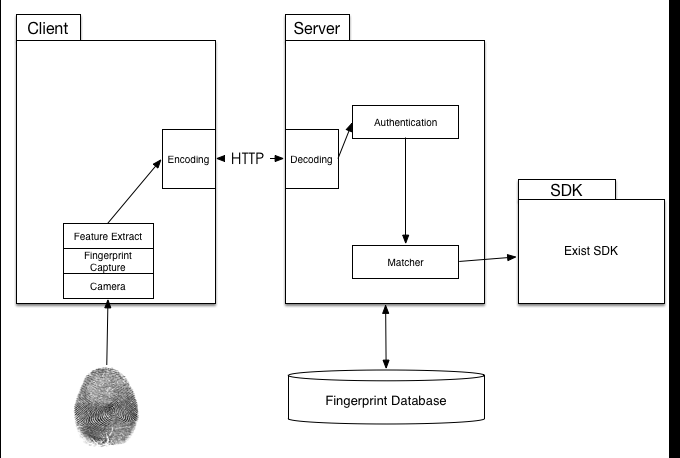 Client
Server
Authentication
Encoding
HTTP
Decoding
SDK
Feature Extract
Fingerprint
Capture
Camera
Matcher
Exist SDK
Fingerprint Database